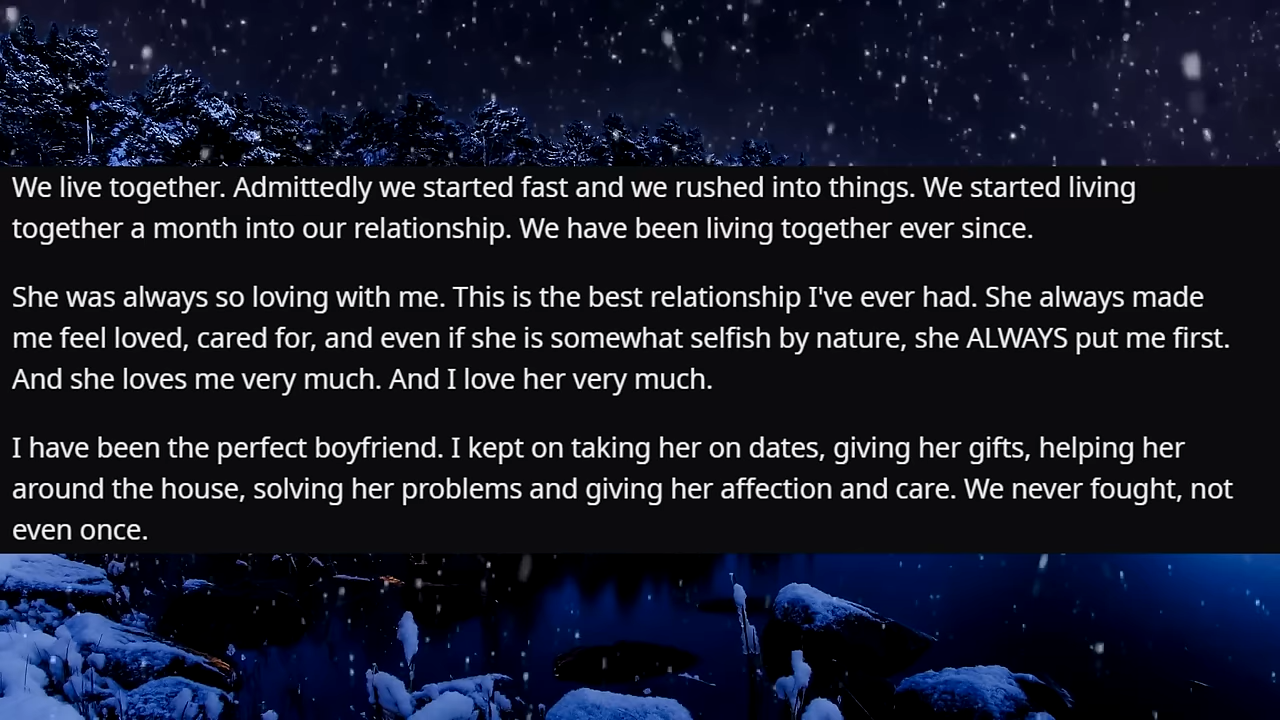 We live together. Admittedly we started fast and we rushed into things. We started living
together a month into our relationship. We have been living together ever since.
She was always so loving with me. This is the best relationship I've ever had. She always made
me feel loved, cared for, and even if she is somewhat selfish by nature, she ALWAYS put me first.
And she loves me very much. And I love her very much.
I have been the perfect boyfriend. I kept on taking her on dates, giving her gifts, helping her
around the house, solving her problems and giving her affection and care. We never fought, not
even once.